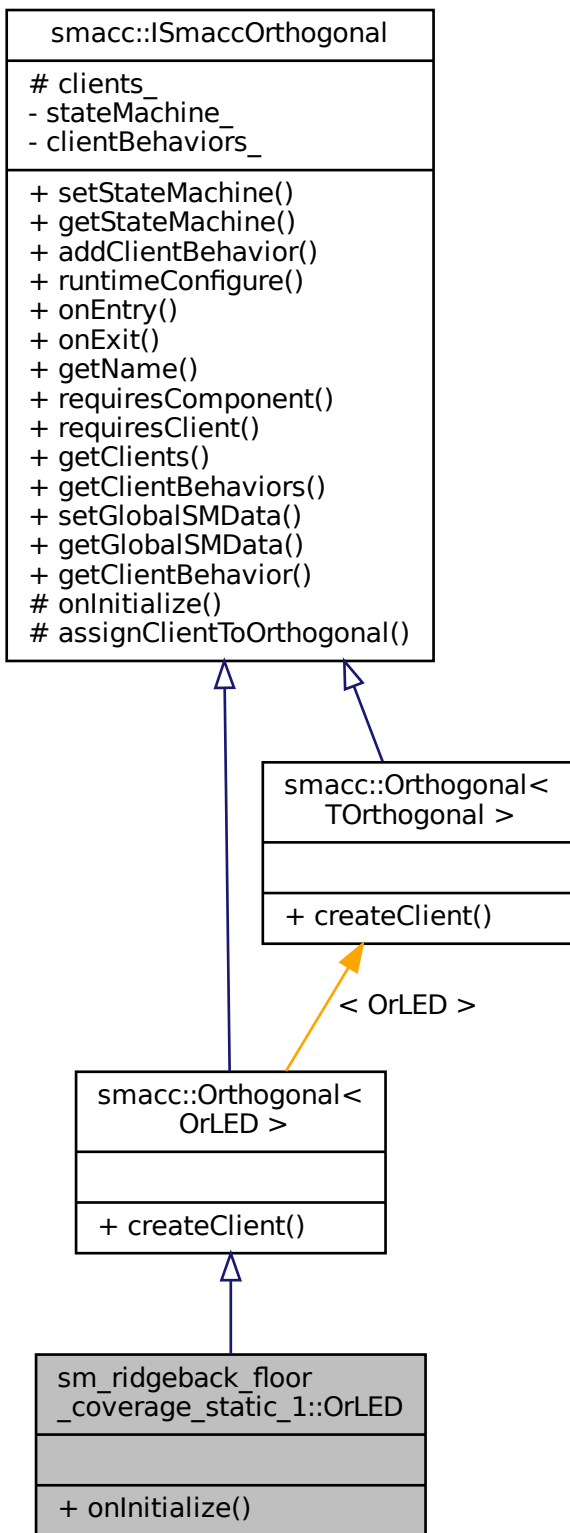 smacc::ISmaccOrthogonal
# clients_
- stateMachine_
- clientBehaviors_
+ setStateMachine()
+ getStateMachine()
+ addClientBehavior()
+ runtimeConfigure()
+ onEntry()
+ onExit()
+ getName()
+ requiresComponent()
+ requiresClient()
+ getClients()
+ getClientBehaviors()
+ setGlobalSMData()
+ getGlobalSMData()
+ getClientBehavior()
# onInitialize()
# assignClientToOrthogonal()
smacc::Orthogonal<
TOrthogonal >
+ createClient()
< OrLED >
smacc::Orthogonal<
OrLED >
+ createClient()
sm_ridgeback_floor
_coverage_static_1::OrLED
+ onInitialize()